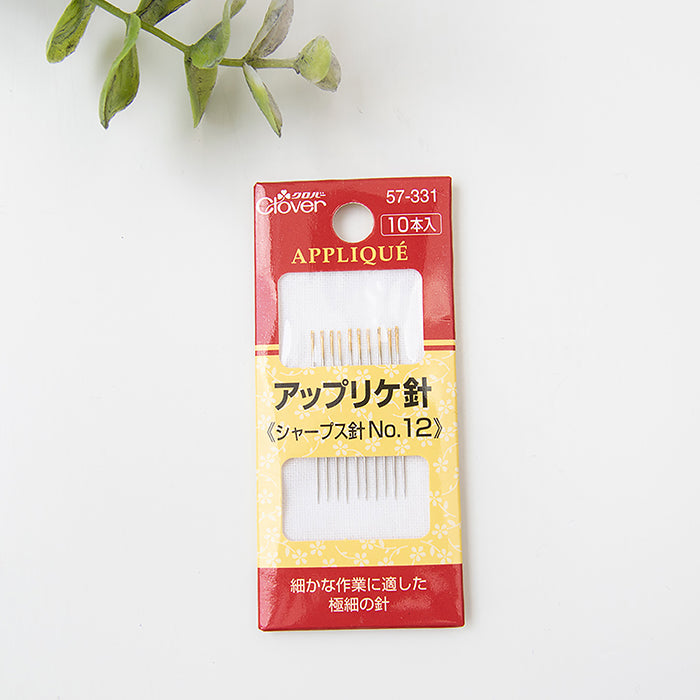 クロバー
Clover
57-331
10本入
APPLIQUÉ
アップリケ針
《シャープス針No.12》
細かな作業に適した
極細の針